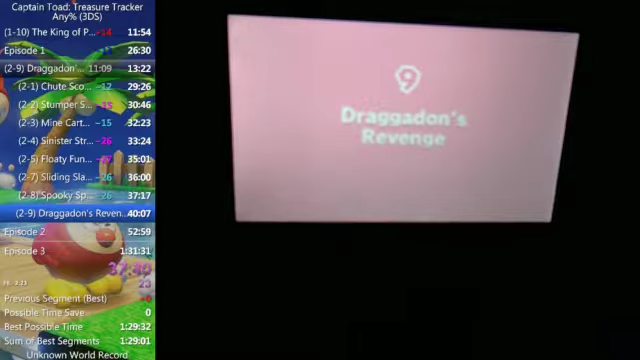 Captain Toad: Treasure Tracker
Any% (3DS)
(1-10) The King of P... -14 11:54
Episode 1 26:30
(2-9) Draggadon'... 11:09 13:22
(2-1) Chute Sco... -12 29:26
(2-2) Stumper S... -15 30:46
(2-3) Mine Cart... -15 32:23
(2-4) Sinister Str... -26 33:24
(2-5) Floaty Fun... 35:01
(2-7) Sliding Sla... -26 36:00
(2-8) Spooky Sp... -26 37:17
(2-9) Draggadon's Reven... 40:07
Episode 2 52:59
Episode 3 1:31:31
37:40
23
Previous Segment (Best) +0
Possible Time Save 0
Best Possible Time 1:29:32
Sum of Best Segments 1:29:01
Unknown World Record
9
Draggadon's
Revenge